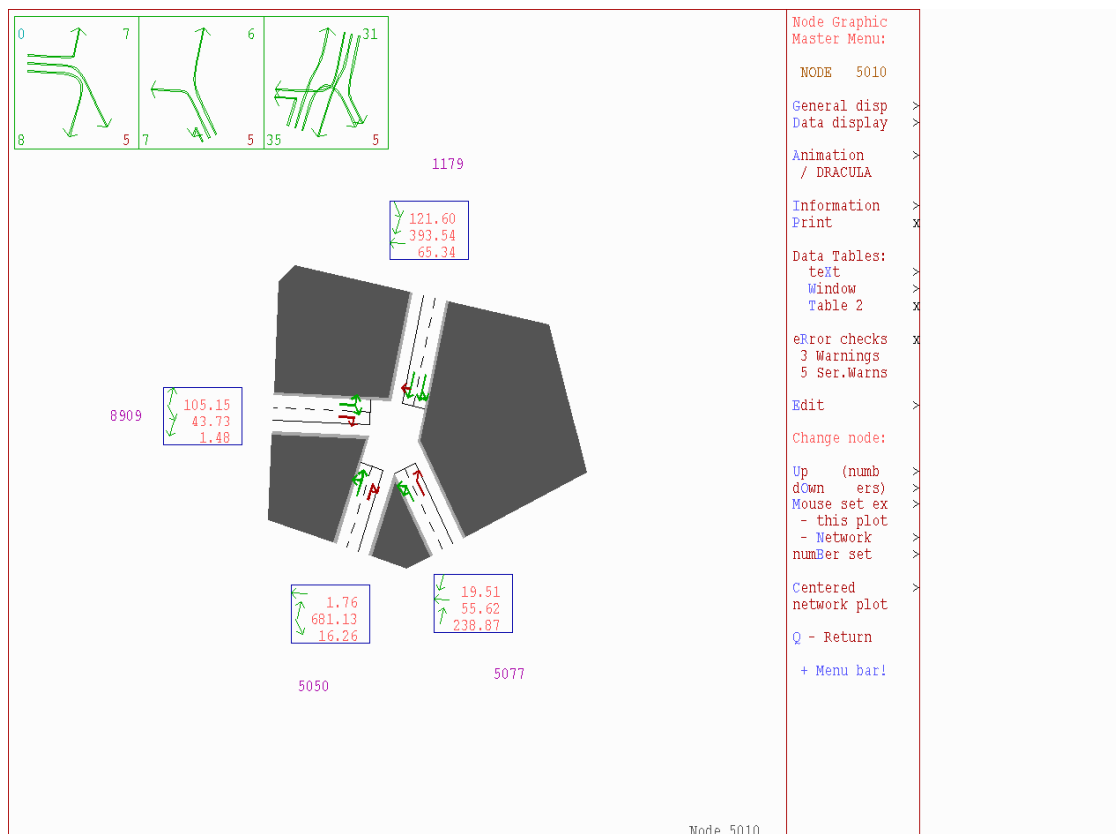 0 7 6 31
8 5 7 5 35 5
1179
121.60
393.54
65.34
8909
105.15
43.73
1.48
1.76
681.13
16.26
19.51
55.62
238.87
5050
5077
Node 5010
Node Graphic
Master Menu:
NODE 5010
General disp >
Data display >
Animation >
/ DRACULA
Information >
Print x
Data Tables:
teXt >
Window >
Table 2 x
eRror checks x
3 Warnings
5 Ser.Warns
Edit >
Change node:
Up (numb >
dOwn ers) >
Mouse set ex >
- this plot
- Network >
numBer set >
Centered >
network plot
Q - Return
+ Menu bar!